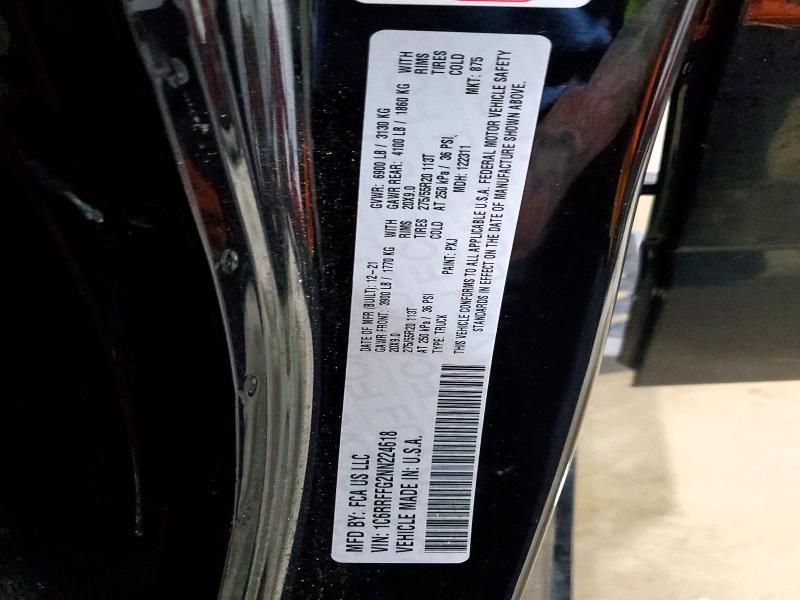 MFD BY: FCA US LLC
VIN: 1C6RRFFG2NN224618
VEHICLE MADE IN: U.S.A.
DATE OF MFR (BUILT): 12-21 GVWR: 6900 LB / 3130 KG
GAWR FRONT: 3900 LB / 1770 KG WITH GAWR REAR: 4100 LB / 1860 KG WITH
20X9.0 RIMS 20X9.0 RIMS
275/55R20 113T TIRES 275/55R20 113T TIRES
AT 250 kPa / 36 PSI COLD AT 250 kPa / 36 PSI COLD
TYPE: TRUCK PAINT: PXJ MDH: 122311 MKT: 875
THIS VEHICLE CONFORMS TO ALL APPLICABLE U.S.A. FEDERAL MOTOR VEHICLE SAFETY
STANDARDS IN EFFECT ON THE DATE OF MANUFACTURE SHOWN ABOVE.